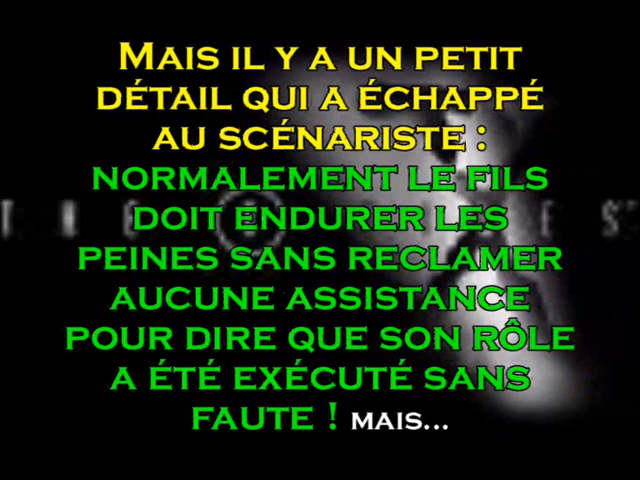 MAIS IL Y A UN PETIT
DÉTAIL QUI A ÉCHAPPÉ
AU SCÉNARISTE :
NORMALEMENT LE FILS
DOIT ENDURER LES
PEINES SANS RECLAMER
AUCUNE ASSISTANCE
POUR DIRE QUE SON RÔLE
A ÉTÉ EXÉCUTÉ SANS
FAUTE ! MAIS...